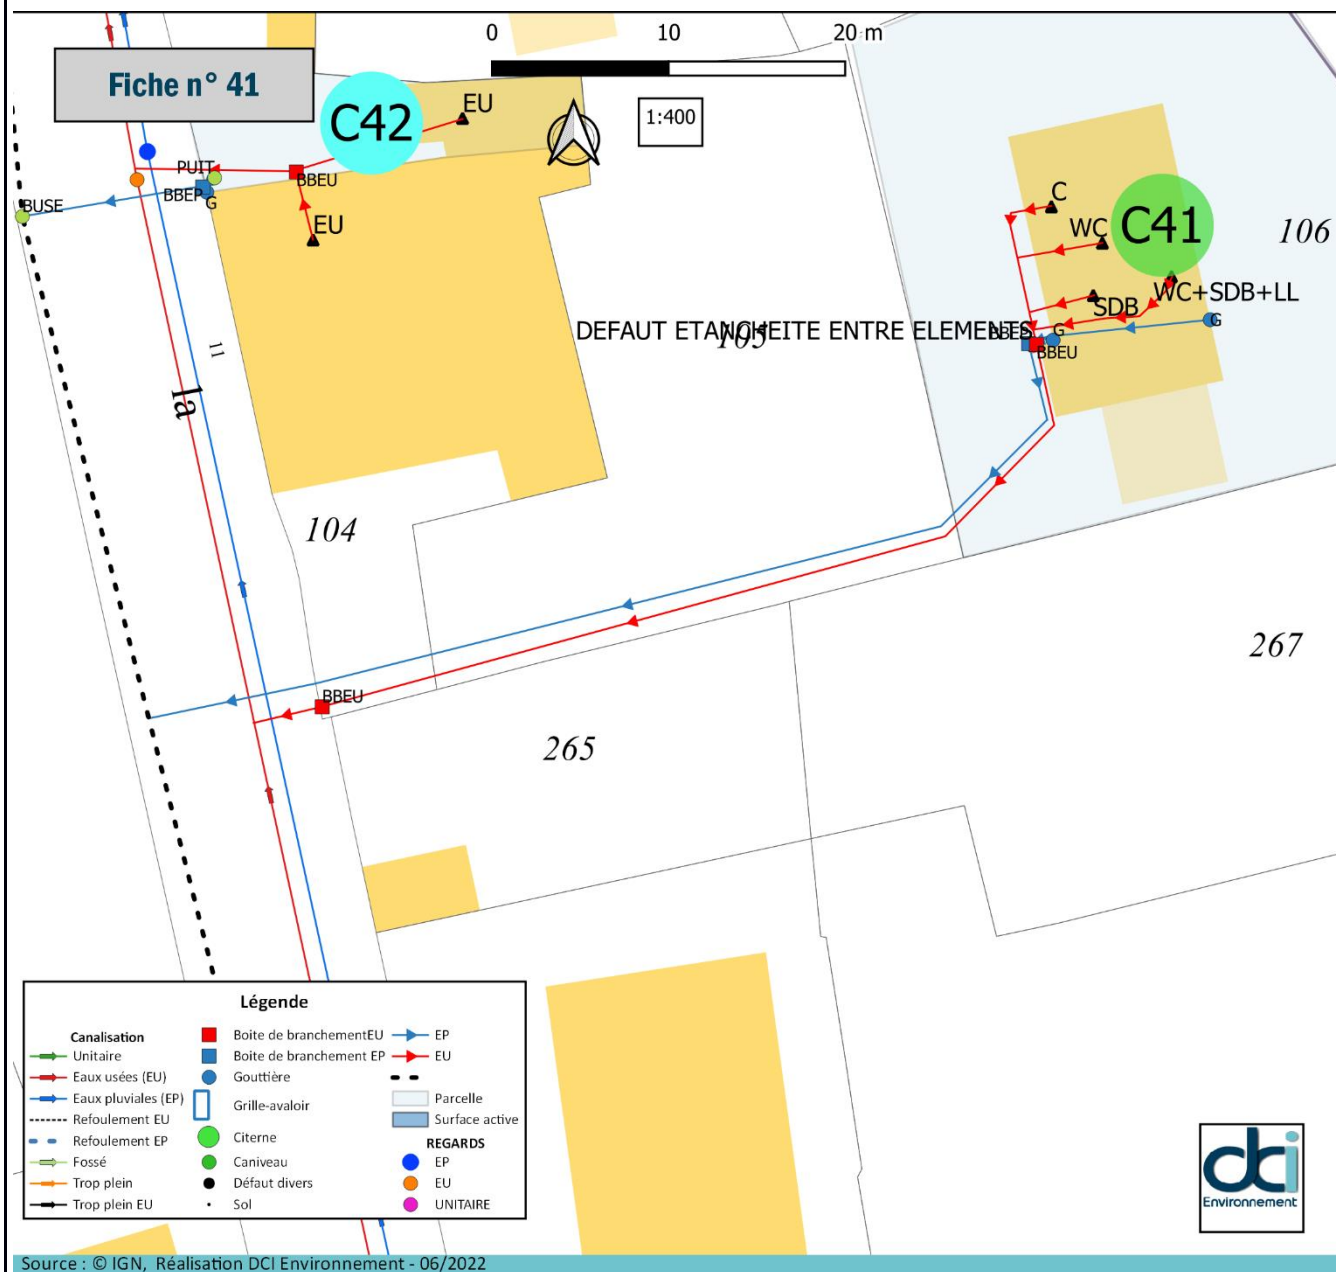 0 10 20 m
Fiche n° 41
1:400
C42
EU
PUIT
BBEU
BBEP
G
BUSE
EU
C
WC
C41
106
WC+SDB+LL
SDB
G
DEFAUT ETANCHEITE ENTRE ELEMENTS
105
BBEP
G
BBEU
11
la
104
267
BBEU
265
Légende
Canalisation
Unitaire
Eaux usées (EU)
Eaux pluviales (EP)
Refoulement EU
Refoulement EP
Fossé
Trop plein
Trop plein EU
Boite de branchementEU
Boite de branchement EP
Gouttière
Grille-avaloir
Citerne
Caniveau
Défaut divers
Sol
EP
EU
Parcelle
Surface active
REGARDS
EP
EU
UNITAIRE
dci
Environnement
Source : © IGN, Réalisation DCI Environnement - 06/2022